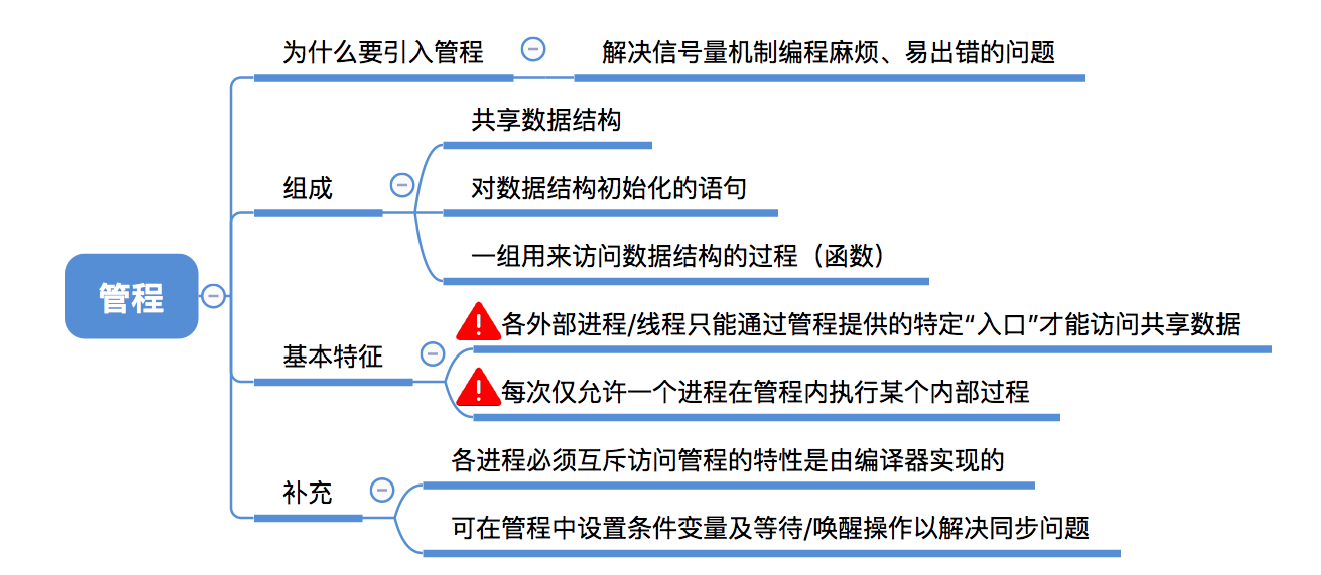 为什么要引入管程
解决信号量机制编程麻烦、易出错的问题
共享数据结构
组成
对数据结构初始化的语句
一组用来访问数据结构的过程（函数）
管程
各外部进程/线程只能通过管程提供的特定“入口”才能访问共享数据
基本特征
每次仅允许一个进程在管程内执行某个内部过程
各进程必须互斥访问管程的特性是由编译器实现的
补充
可在管程中设置条件变量及等待/唤醒操作以解决同步问题